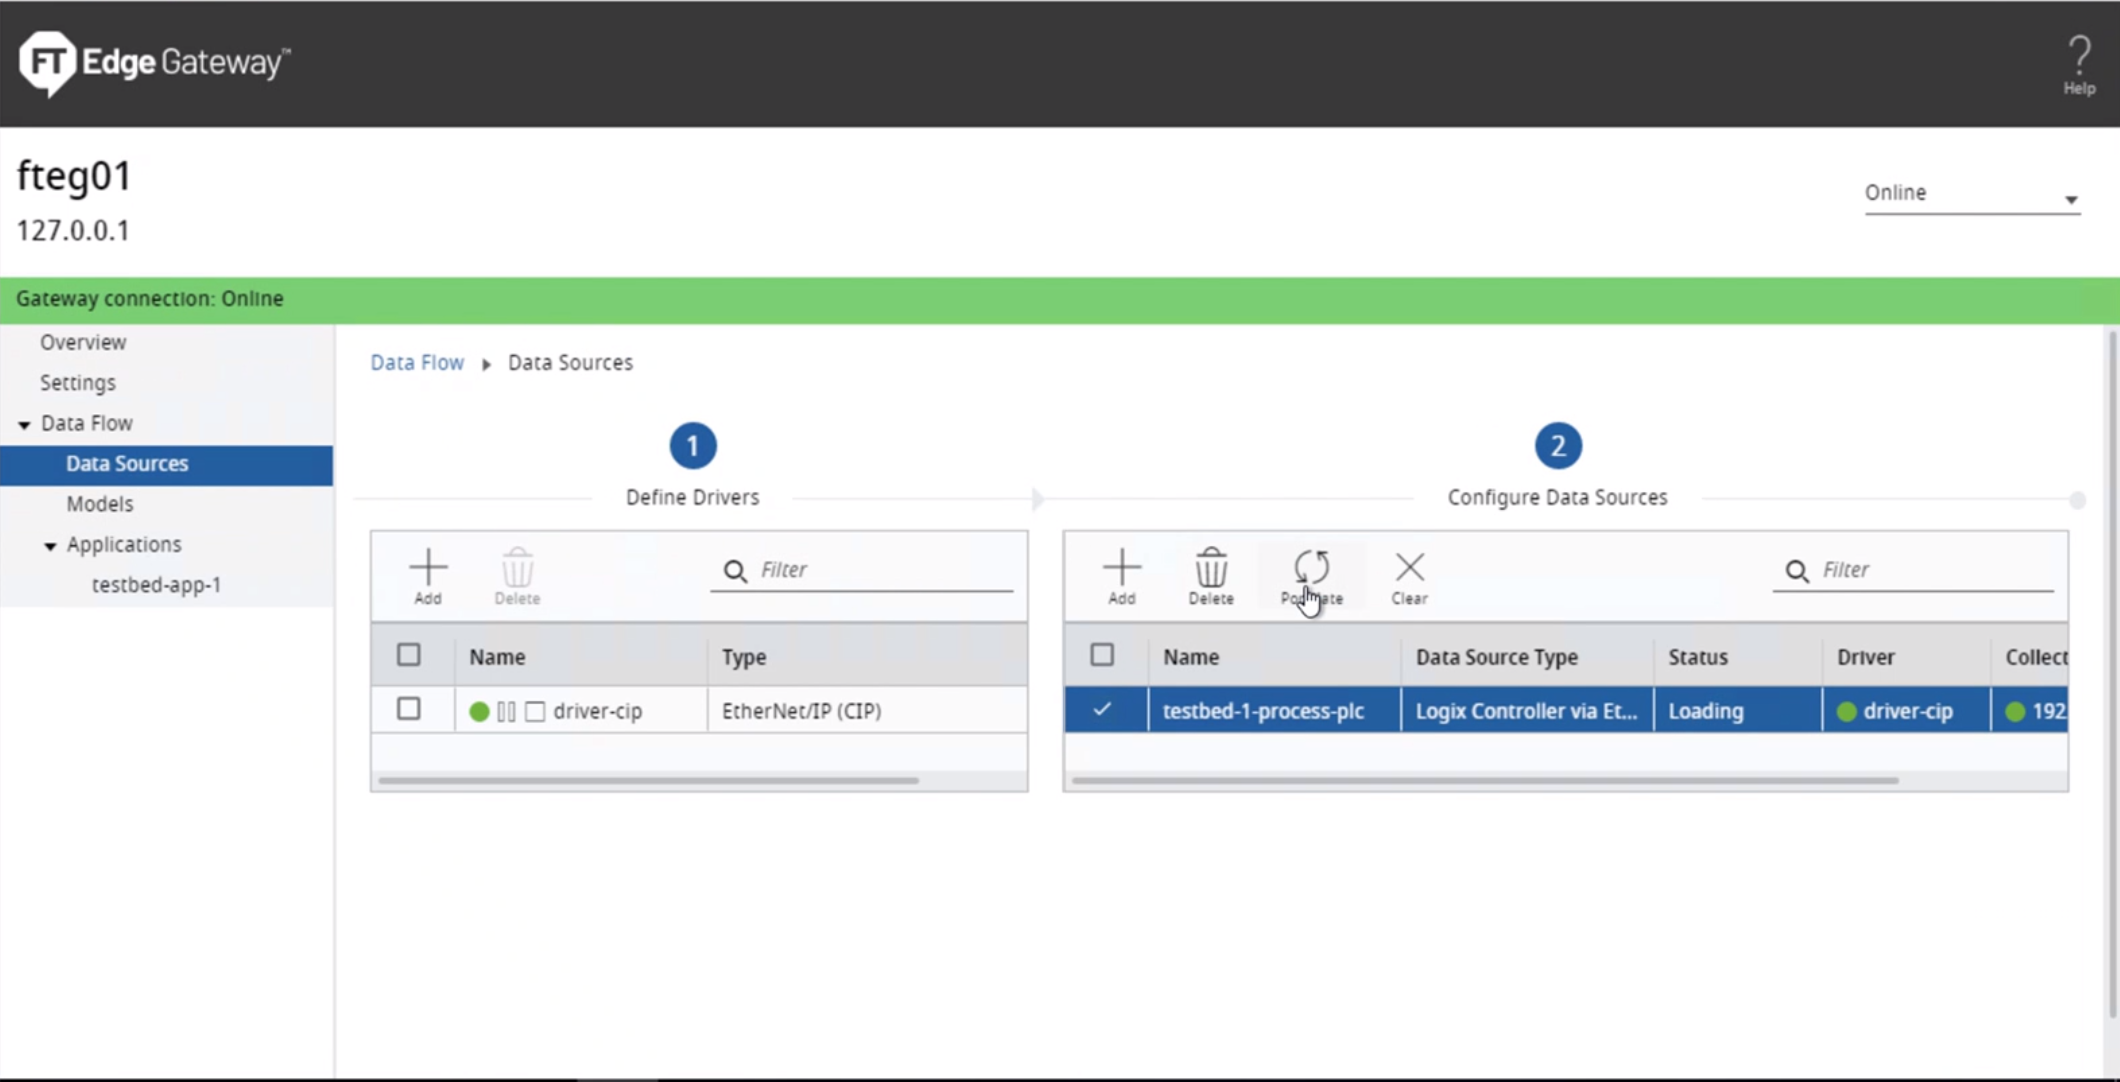 FT Edge Gateway™
Help
fteg01
Online
127.0.0.1
Gateway connection: Online
Overview
Settings
Data Flow
Data Sources
Models
Applications
testbed-app-1
Data Flow Data Sources
1
Define Drivers
Add
Delete
Filter
Name Type
driver-cip EtherNet/IP (CIP)
2
Configure Data Sources
Add
Delete
Clear
Filter
Name Data Source Type Status Driver Collect
testbed-1-process-plc Logix Controller via Et... Loading driver-cip 192